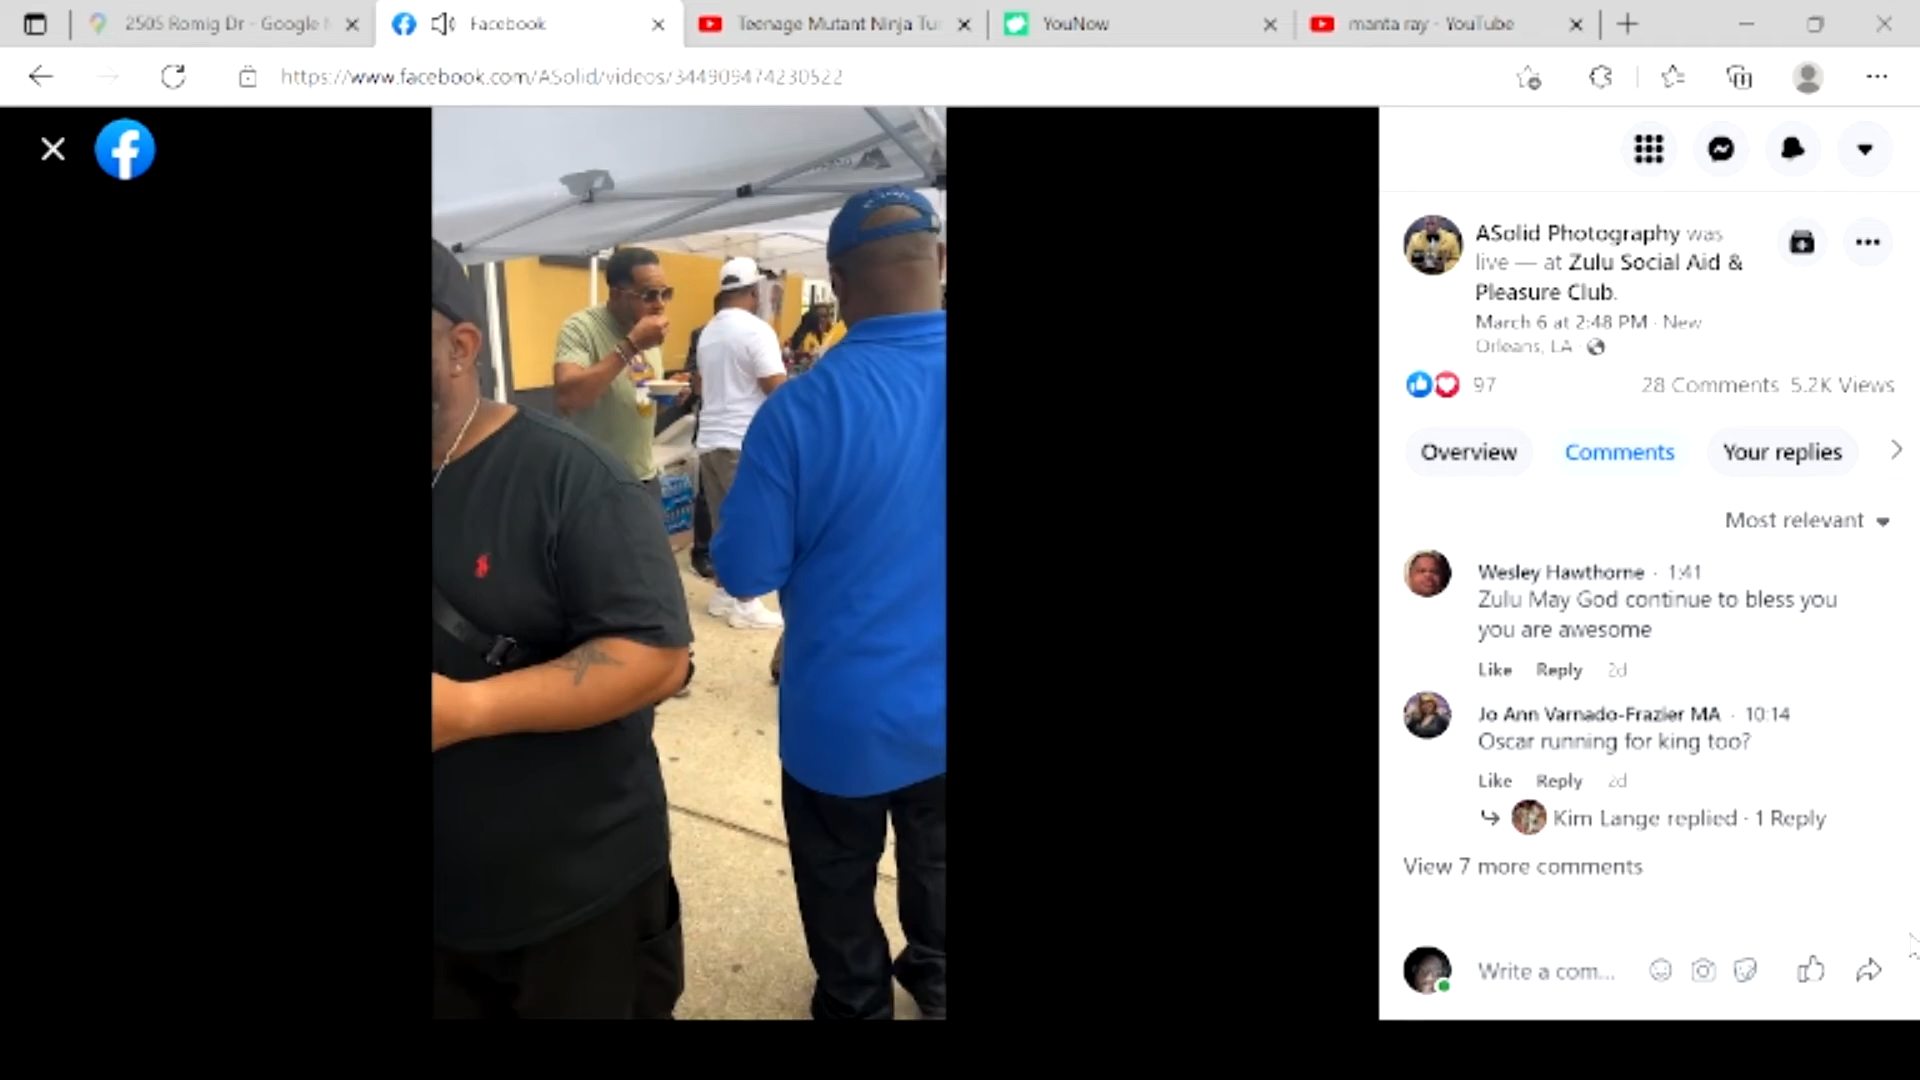 2505 Romig Dr - Google
Facebook
Teenage Mutant Ninja Tur
YouNow
manta ray - YouTube
https://www.facebook.com/ASolid/videos/344909474230522
ASolid Photography was
live — at Zulu Social Aid &
Pleasure Club.
March 6 at 2:48 PM · New
Orleans, LA ·
97
28 Comments 5.2K Views
Overview
Comments
Your replies
Most relevant
Wesley Hawthorne · 1:41
Zulu May God continue to bless you
you are awesome
Like Reply 2d
Jo Ann Varnado-Frazier MA · 10:14
Oscar running for king too?
Like Reply 2d
Kim Lange replied · 1 Reply
View 7 more comments
Write a com...